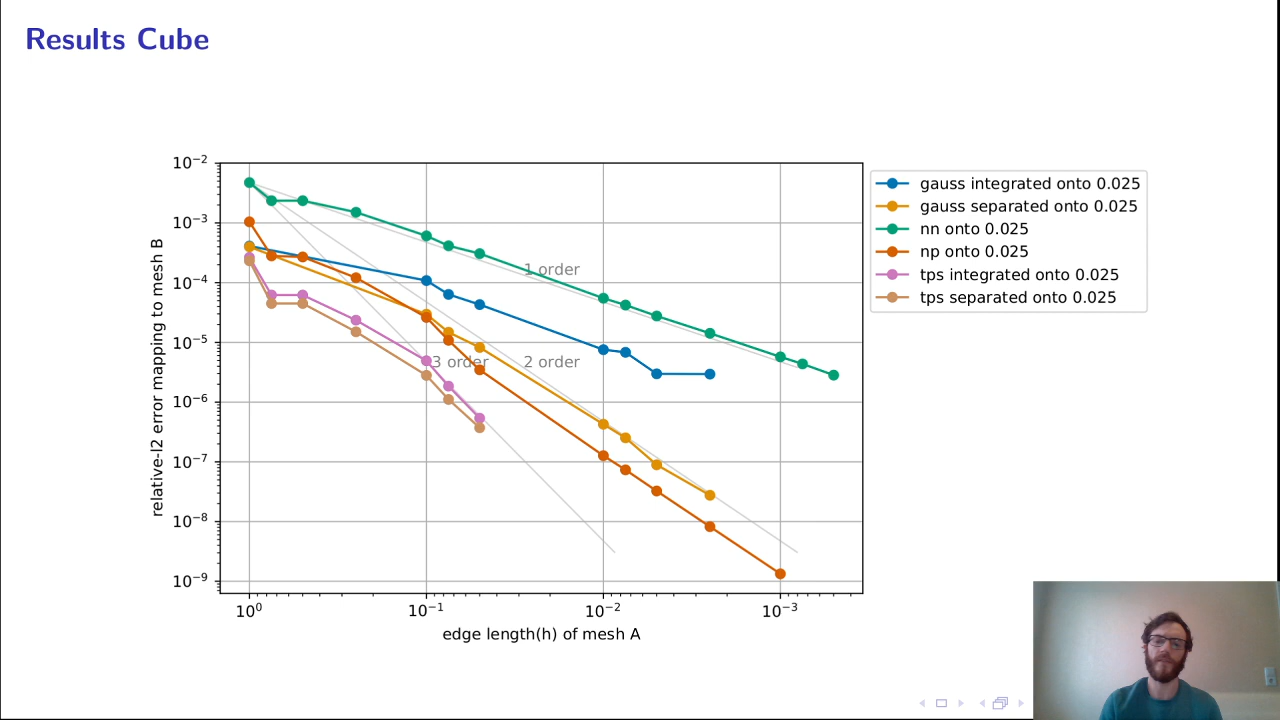 Results Cube
10⁻²
10⁻³
10⁻⁴
10⁻⁵
10⁻⁶
10⁻⁷
10⁻⁸
10⁻⁹
relative-l2 error mapping to mesh B
1 order
3 order
2 order
10⁰
10⁻¹
10⁻²
10⁻³
edge length(h) of mesh A
gauss integrated onto 0.025
gauss separated onto 0.025
nn onto 0.025
np onto 0.025
tps integrated onto 0.025
tps separated onto 0.025